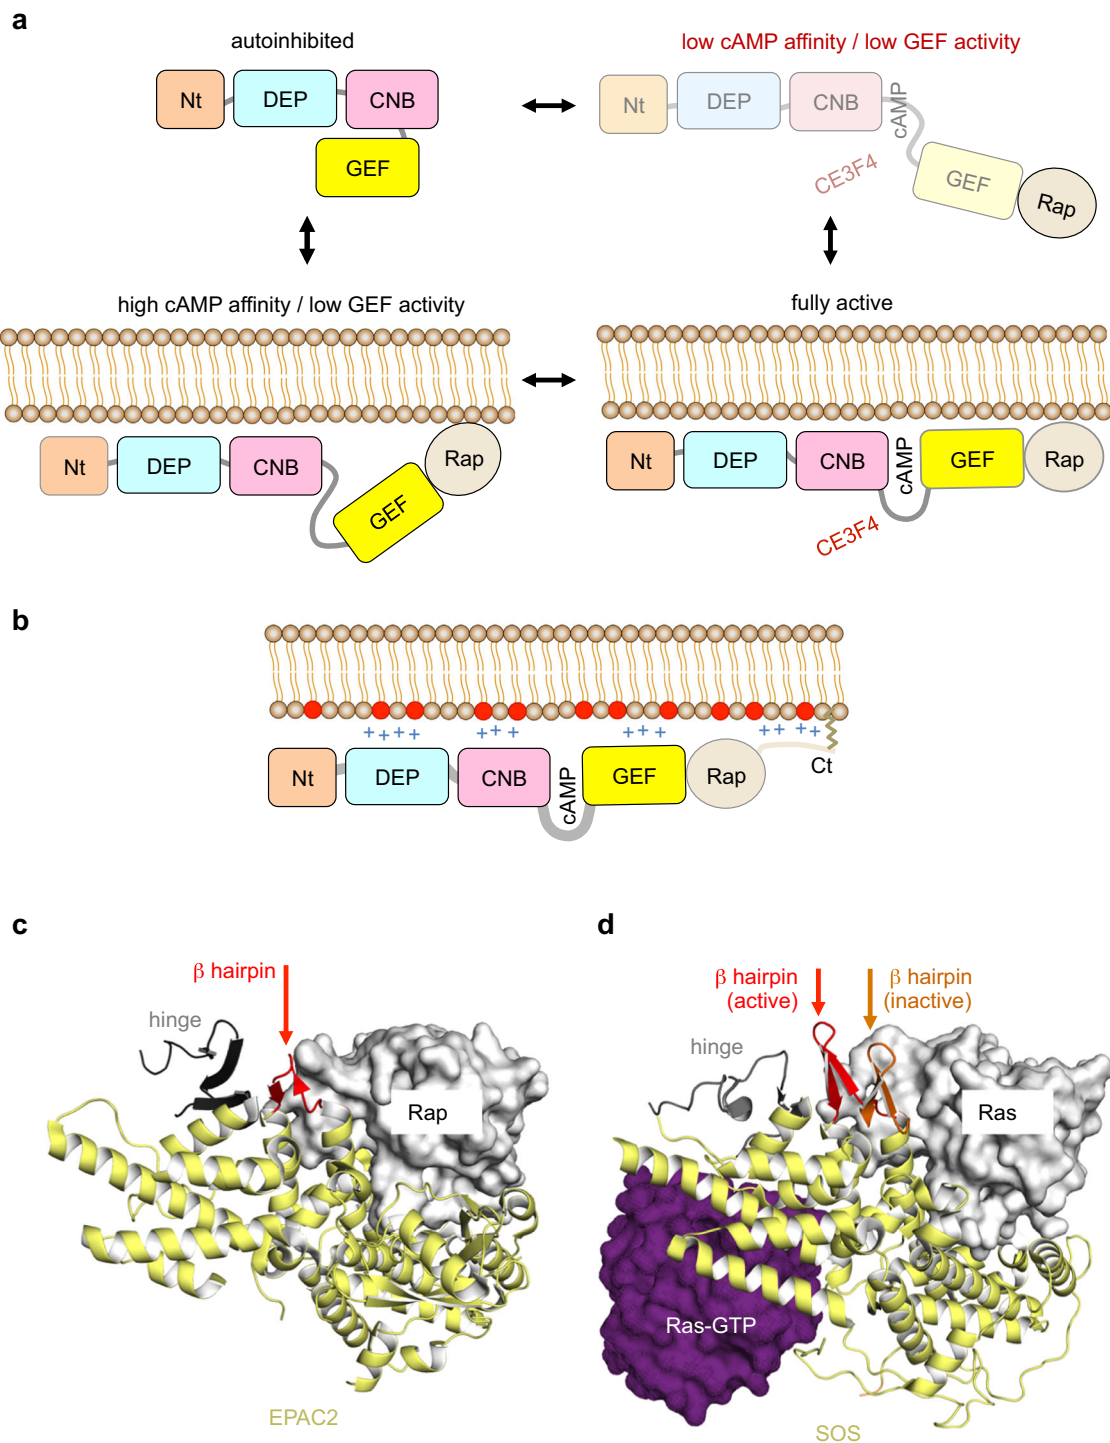 a
autoinhibited
Nt
DEP
CNB
GEF
low cAMP affinity / low GEF activity
Nt
DEP
CNB
cAMP
CE3F4
GEF
Rap
high cAMP affinity / low GEF activity
Nt
DEP
CNB
GEF
Rap
fully active
Nt
DEP
CNB
cAMP
GEF
Rap
CE3F4
b
++++
+++
+++
++ ++
Nt
DEP
CNB
cAMP
GEF
Rap
Ct
c
β hairpin
hinge
Rap
EPAC2
d
β hairpin
(active)
β hairpin
(inactive)
hinge
Ras
Ras-GTP
SOS